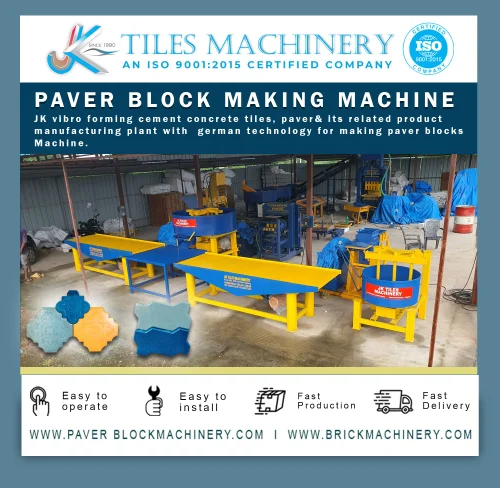 JK
SINCE 1990
TILES MACHINERY
AN ISO 9001:2015 CERTIFIED COMPANY
CERTIFIED
ISO
9001:2015
COMPANY
PAVER BLOCK MAKING MACHINE
JK vibro forming cement concrete tiles, paver& its related product
manufacturing plant with german technology for making paver blocks
Machine.
JK TILES MACHINERY
JK TILES
MACHINERY
Easy to
operate
Easy to
install
Fast
Production
Fast
Delivery
WWW.PAVER BLOCKMACHINERY.COM I WWW.BRICKMACHINERY.COM